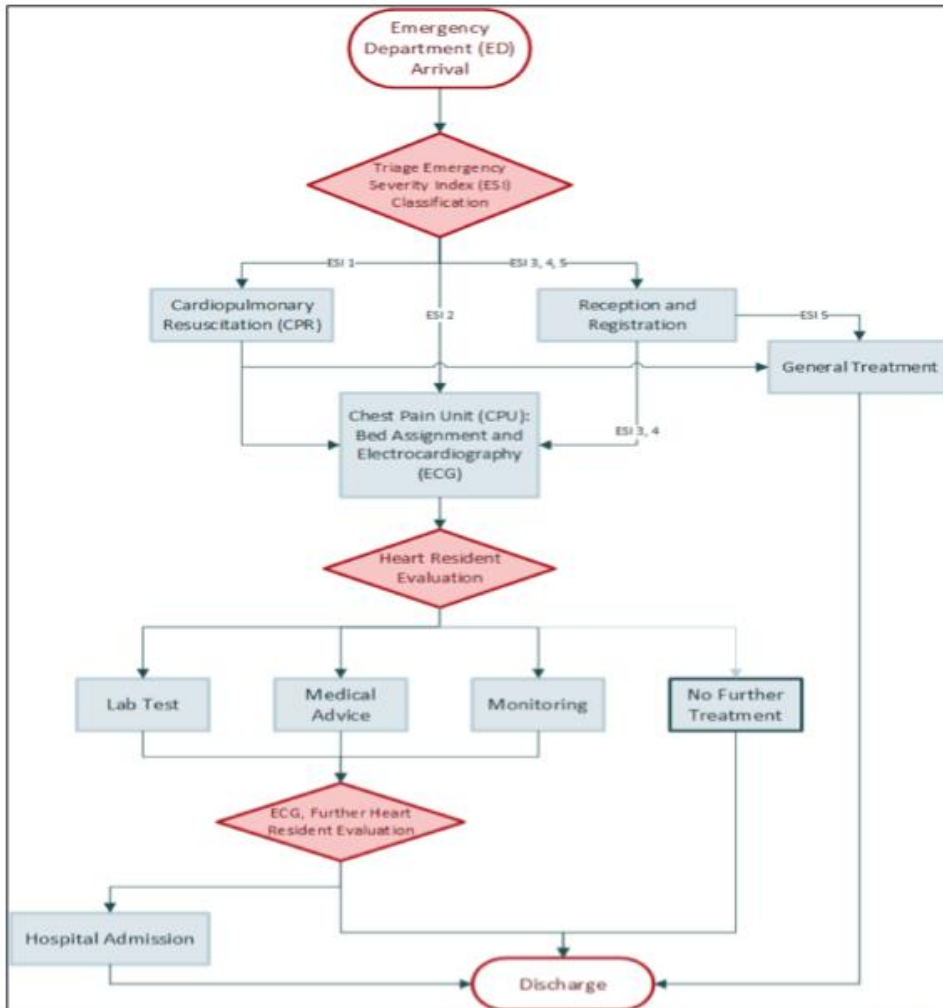 Emergency
Department (ED)
Arrival
Triage Emergency
Severity Index (ESI)
Classification
ESI 1
ESI 3, 4, 5
Cardiopulmonary
Resuscitation (CPR)
ESI 2
Reception and
Registration
ESI 5
General Treatment
Chest Pain Unit (CPU):
Bed Assignment and
Electrocardiography
(ECG)
ESI 3, 4
Heart Resident
Evaluation
Lab Test
Medical
Advice
Monitoring
No Further
Treatment
ECG, Further Heart
Resident Evaluation
Hospital Admission
Discharge